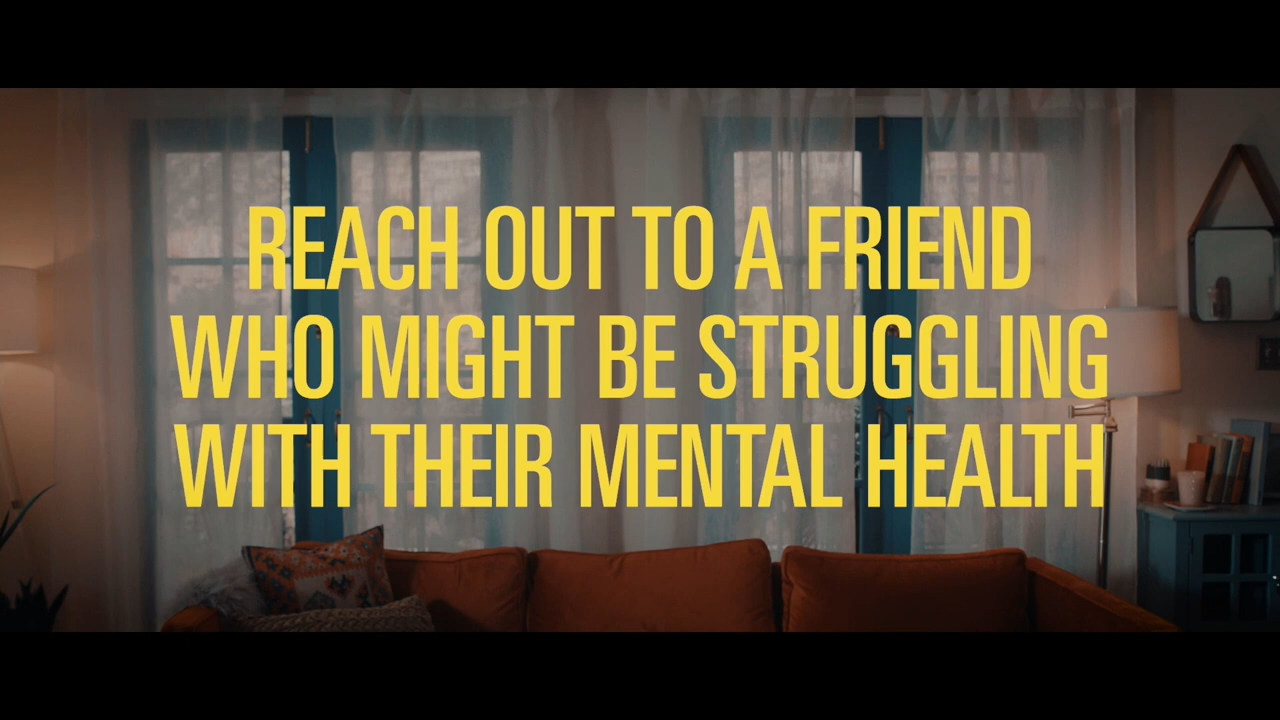 REACH OUT TO A FRIEND
WHO MIGHT BE STRUGGLING
WITH THEIR MENTAL HEALTH